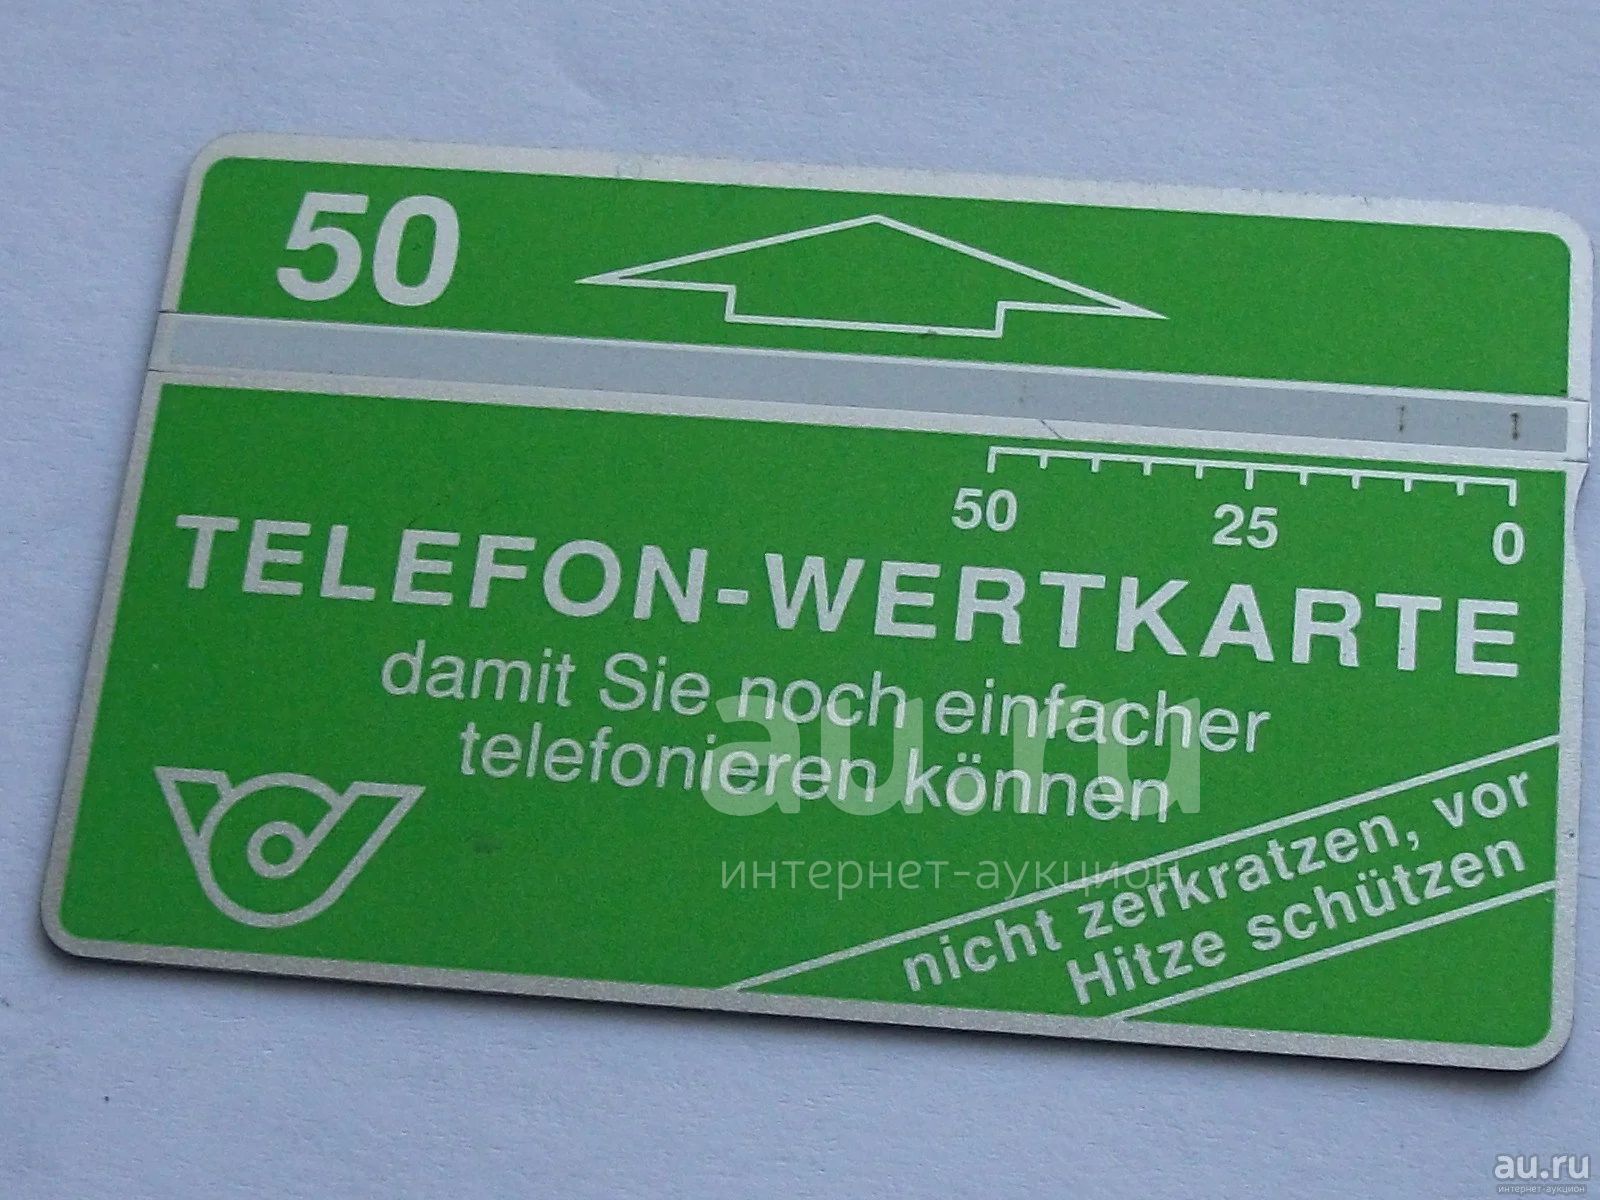 50
50 25 0
TELEFON-WERTKARTE
damit Sie noch einfacher
telefonieren können
nicht zerkratzen, vor
Hitze schützen
au.ru
интернет-аукцион
au.ru
интернет-аукцион